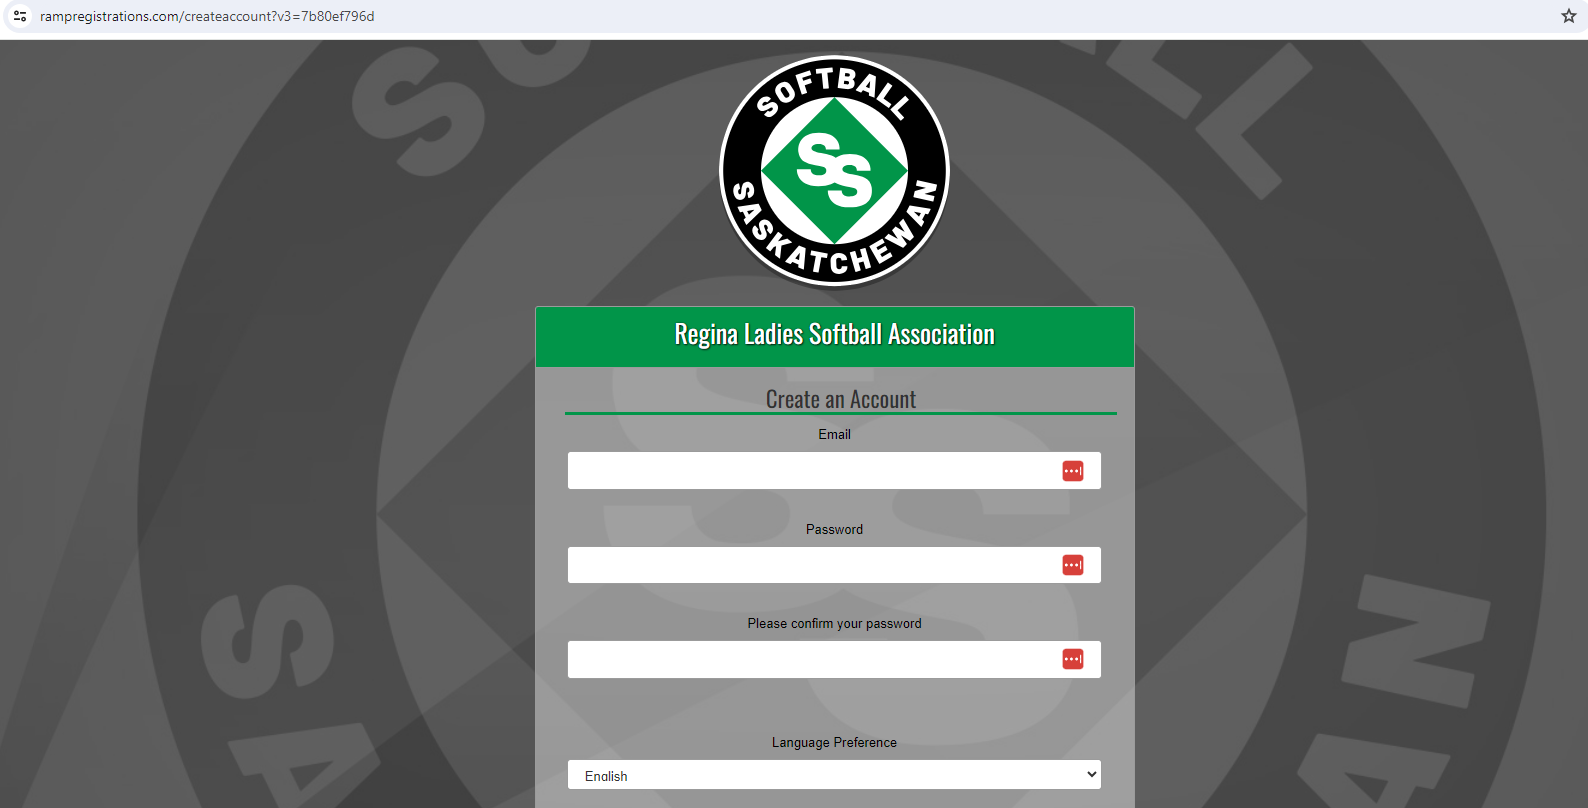 rampregistrations.com/createaccount?v3=7b80ef796d
SOFTBALL
SS
SASKATCHEWAN
Regina Ladies Softball Association
Create an Account
Email
Password
Please confirm your password
Language Preference
English